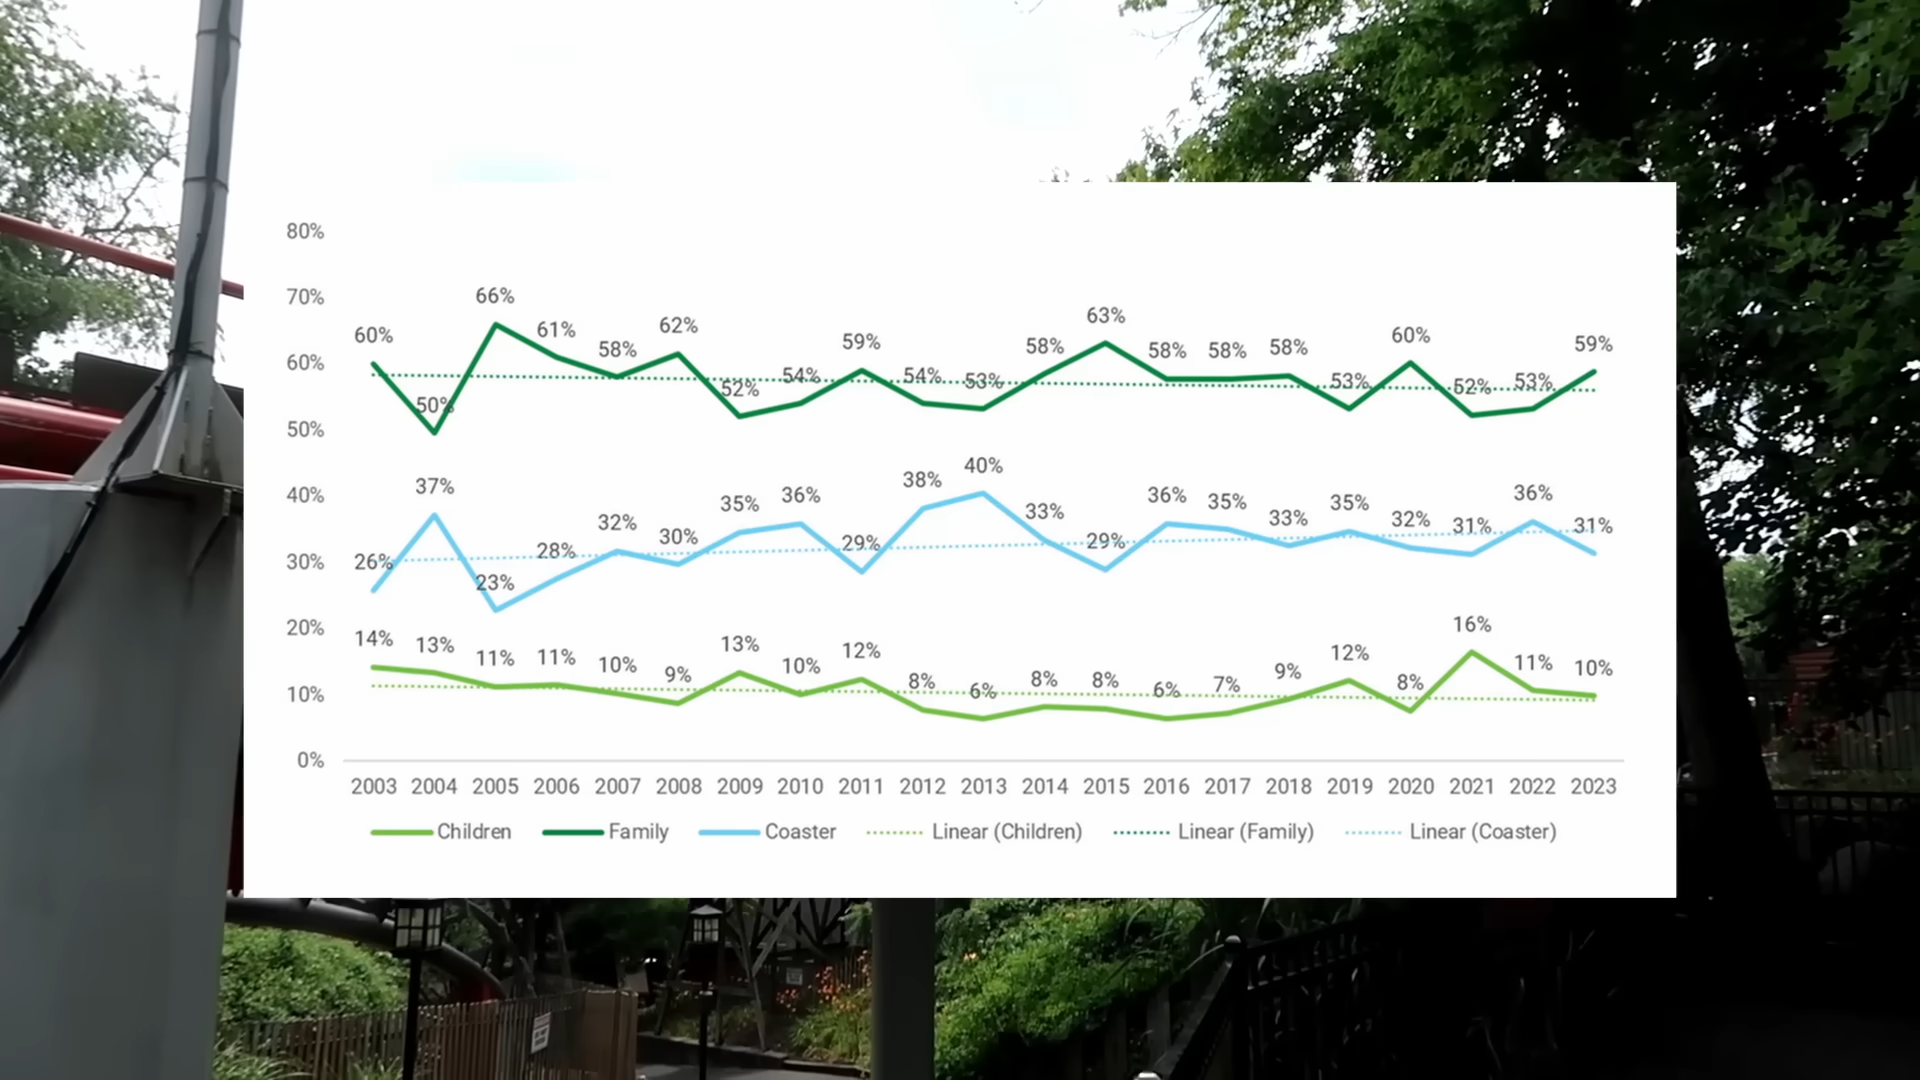 80%
70%
60%
50%
40%
30%
20%
10%
0%
60% 50% 66% 61% 58% 62% 52% 54% 59% 54% 53% 58% 63% 58% 58% 58% 53% 60% 52% 53% 59%
26% 37% 23% 28% 32% 30% 35% 36% 29% 38% 40% 33% 29% 36% 35% 33% 35% 32% 31% 36% 31%
14% 13% 11% 11% 10% 9% 13% 10% 12% 8% 6% 8% 8% 6% 7% 9% 12% 8% 16% 11% 10%
2003 2004 2005 2006 2007 2008 2009 2010 2011 2012 2013 2014 2015 2016 2017 2018 2019 2020 2021 2022 2023
Children Family Coaster Linear (Children) Linear (Family) Linear (Coaster)